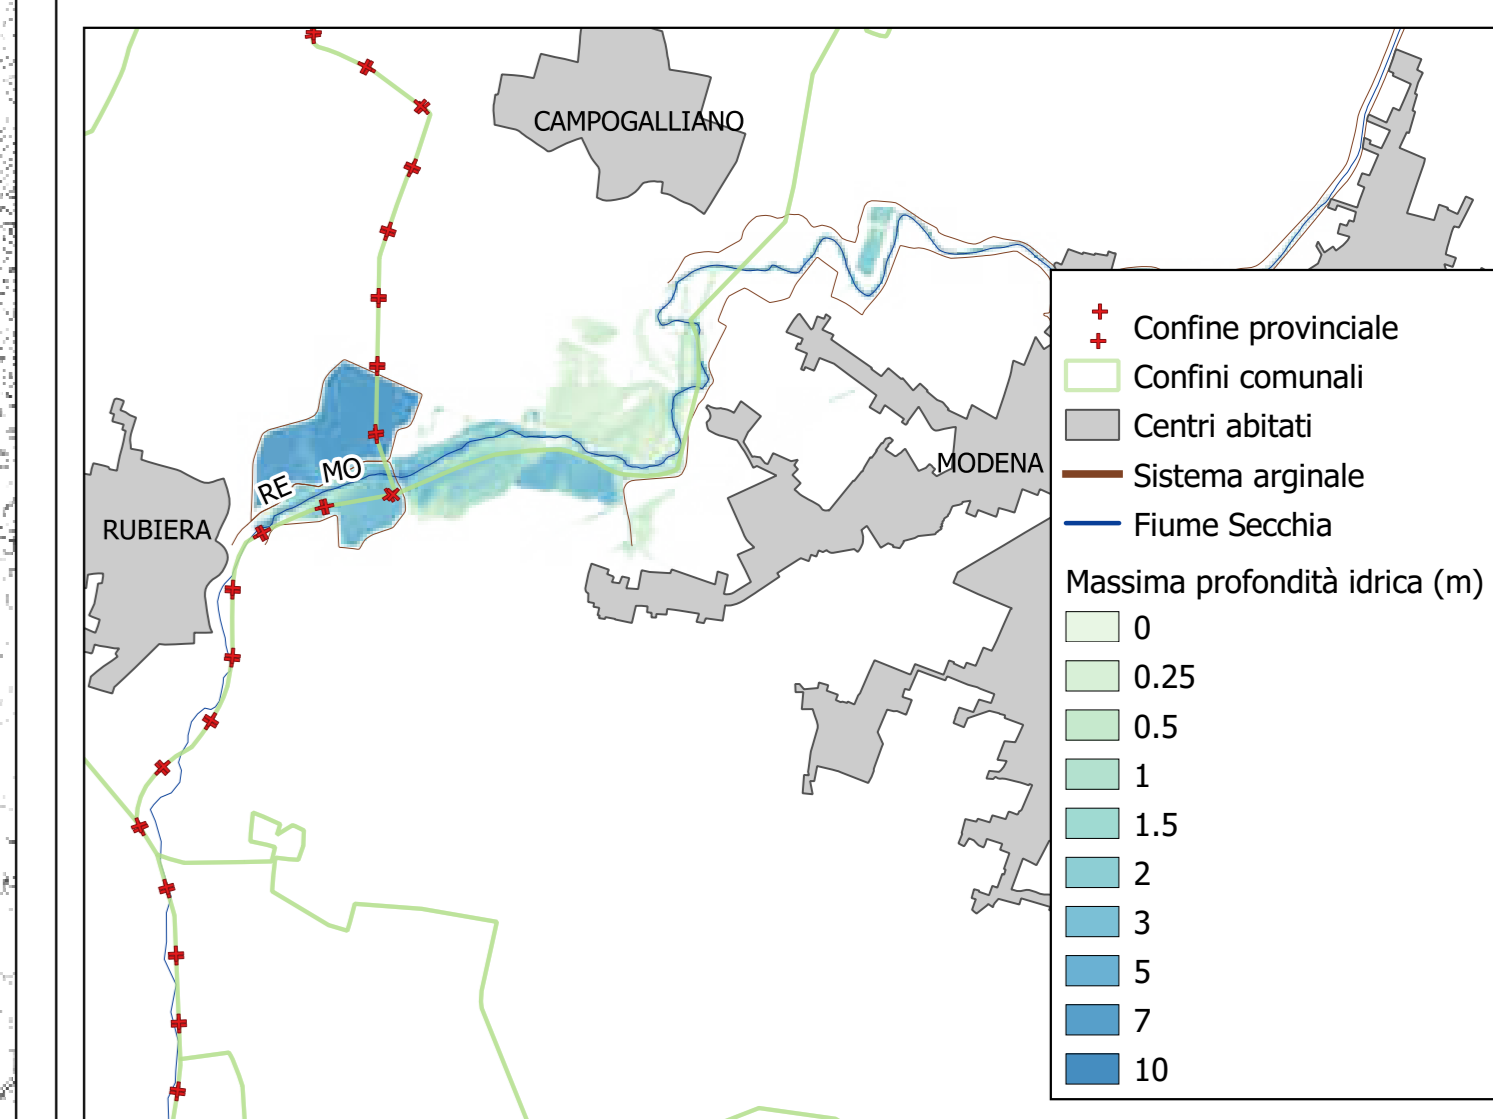 CAMPOGALLIANO
MODENA
RE
MO
RUBIERA
Confine provinciale
Confini comunali
Centri abitati
Sistema arginale
Fiume Secchia
Massima profondità idrica (m)
0
0.25
0.5
1
1.5
2
3
5
7
10